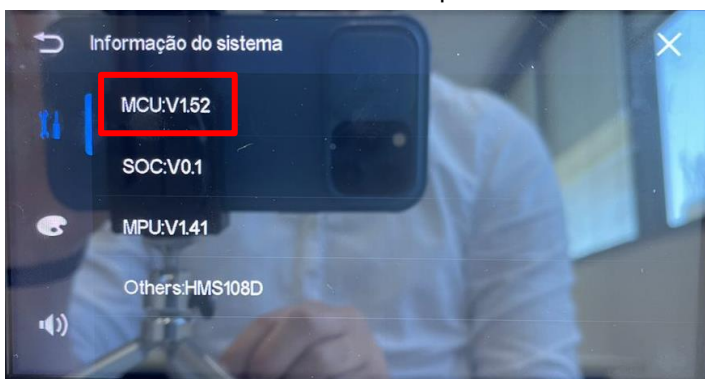 Informação do sistema
MCU:V1.52
SOC:V0.1
MPU:V1.41
Others:HMS108D